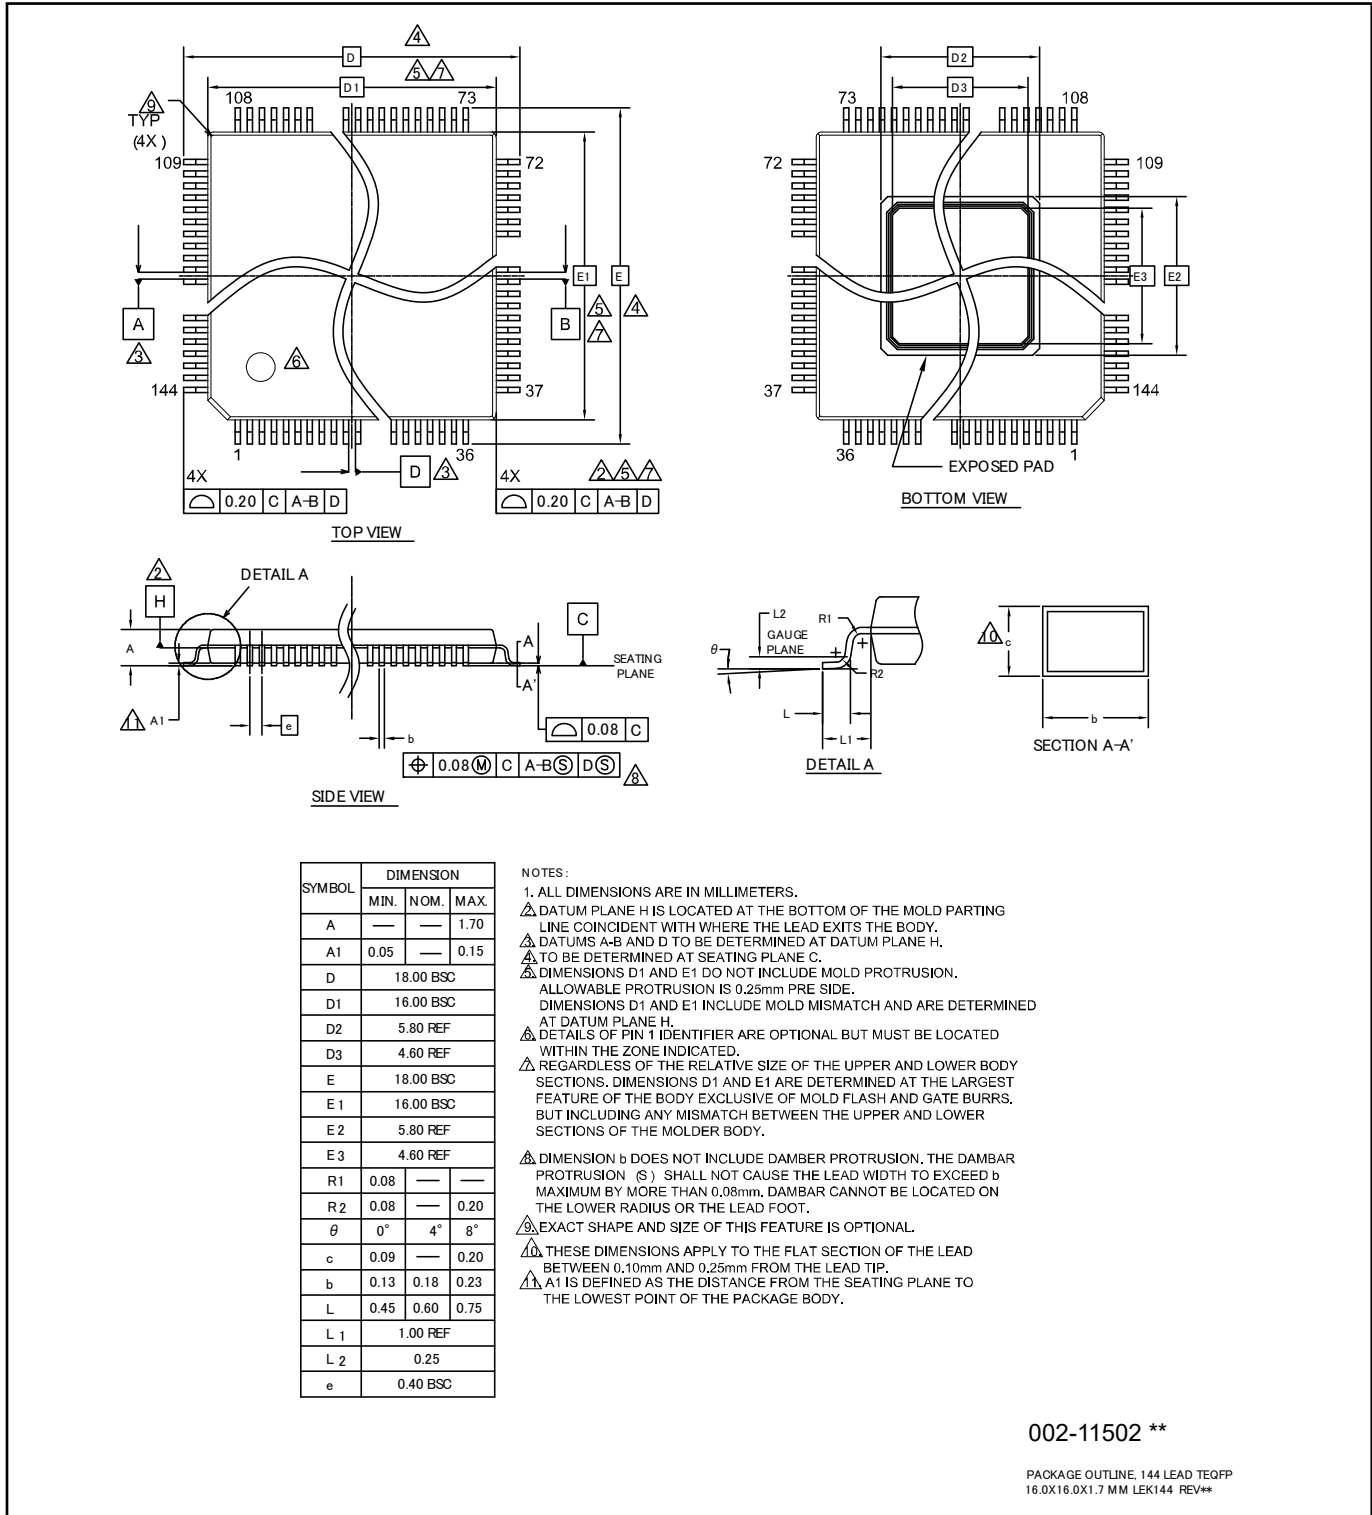 D
4
D1
5 7
108
73
9
TYP
(4X)
109
72
E1
E
5
4
7
A
3
B
6
144
37
1
36
4X
D
3
4X
2 5 7
0.20 C A-B D
0.20 C A-B D
TOP VIEW
D2
D3
73
108
72
109
E3
E2
37
144
36
1
EXPOSED PAD
BOTTOM VIEW
2
H
DETAIL A
C
A
A
A'
SEATING
PLANE
11
A1
e
b
0.08 C
0.08 M C A-B S D S
8
SIDE VIEW
L2
R1
GAUGE
PLANE
θ
R2
L
L1
DETAIL A
10
c
b
SECTION A-A'
SYMBOL DIMENSION
MIN. NOM. MAX.
A — — 1.70
A1 0.05 — 0.15
D 18.00 BSC
D1 16.00 BSC
D2 5.80 REF
D3 4.60 REF
E 18.00 BSC
E1 16.00 BSC
E2 5.80 REF
E3 4.60 REF
R1 0.08 — —
R2 0.08 — 0.20
θ 0° 4° 8°
c 0.09 — 0.20
b 0.13 0.18 0.23
L 0.45 0.60 0.75
L 1 1.00 REF
L 2 0.25
e 0.40 BSC
NOTES:
1. ALL DIMENSIONS ARE IN MILLIMETERS.
2. DATUM PLANE H IS LOCATED AT THE BOTTOM OF THE MOLD PARTING
LINE COINCIDENT WITH WHERE THE LEAD EXITS THE BODY.
3. DATUMS A-B AND D TO BE DETERMINED AT DATUM PLANE H.
4. TO BE DETERMINED AT SEATING PLANE C.
5. DIMENSIONS D1 AND E1 DO NOT INCLUDE MOLD PROTRUSION.
ALLOWABLE PROTRUSION IS 0.25mm PRE SIDE.
DIMENSIONS D1 AND E1 INCLUDE MOLD MISMATCH AND ARE DETERMINED
AT DATUM PLANE H.
6. DETAILS OF PIN 1 IDENTIFIER ARE OPTIONAL BUT MUST BE LOCATED
WITHIN THE ZONE INDICATED.
7. REGARDLESS OF THE RELATIVE SIZE OF THE UPPER AND LOWER BODY
SECTIONS. DIMENSIONS D1 AND E1 ARE DETERMINED AT THE LARGEST
FEATURE OF THE BODY EXCLUSIVE OF MOLD FLASH AND GATE BURRS.
BUT INCLUDING ANY MISMATCH BETWEEN THE UPPER AND LOWER
SECTIONS OF THE MOLDER BODY.
8. DIMENSION b DOES NOT INCLUDE DAMBER PROTRUSION. THE DAMBAR
PROTRUSION (S) SHALL NOT CAUSE THE LEAD WIDTH TO EXCEED b
MAXIMUM BY MORE THAN 0.08mm. DAMBAR CANNOT BE LOCATED ON
THE LOWER RADIUS OR THE LEAD FOOT.
9. EXACT SHAPE AND SIZE OF THIS FEATURE IS OPTIONAL.
10. THESE DIMENSIONS APPLY TO THE FLAT SECTION OF THE LEAD
BETWEEN 0.10mm AND 0.25mm FROM THE LEAD TIP.
11. A1 IS DEFINED AS THE DISTANCE FROM THE SEATING PLANE TO
THE LOWEST POINT OF THE PACKAGE BODY.
002-11502 **
PACKAGE OUTLINE, 144 LEAD TEQFP
16.0X16.0X1.7 MM LEK144 REV**